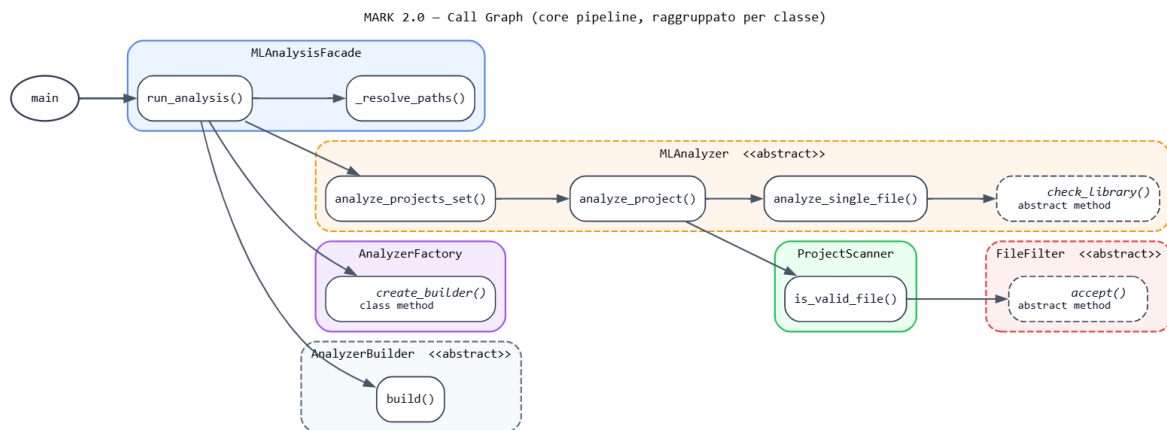 MARK 2.0 — Call Graph (core pipeline, raggruppato per classe)
MLAnalysisFacade
main
run_analysis()
_resolve_paths()
MLAnalyzer <<abstract>>
analyze_projects_set()
analyze_project()
analyze_single_file()
check_library()
abstract method
AnalyzerFactory
create_builder()
class method
ProjectScanner
is_valid_file()
FileFilter <<abstract>>
accept()
abstract method
AnalyzerBuilder <<abstract>>
build()